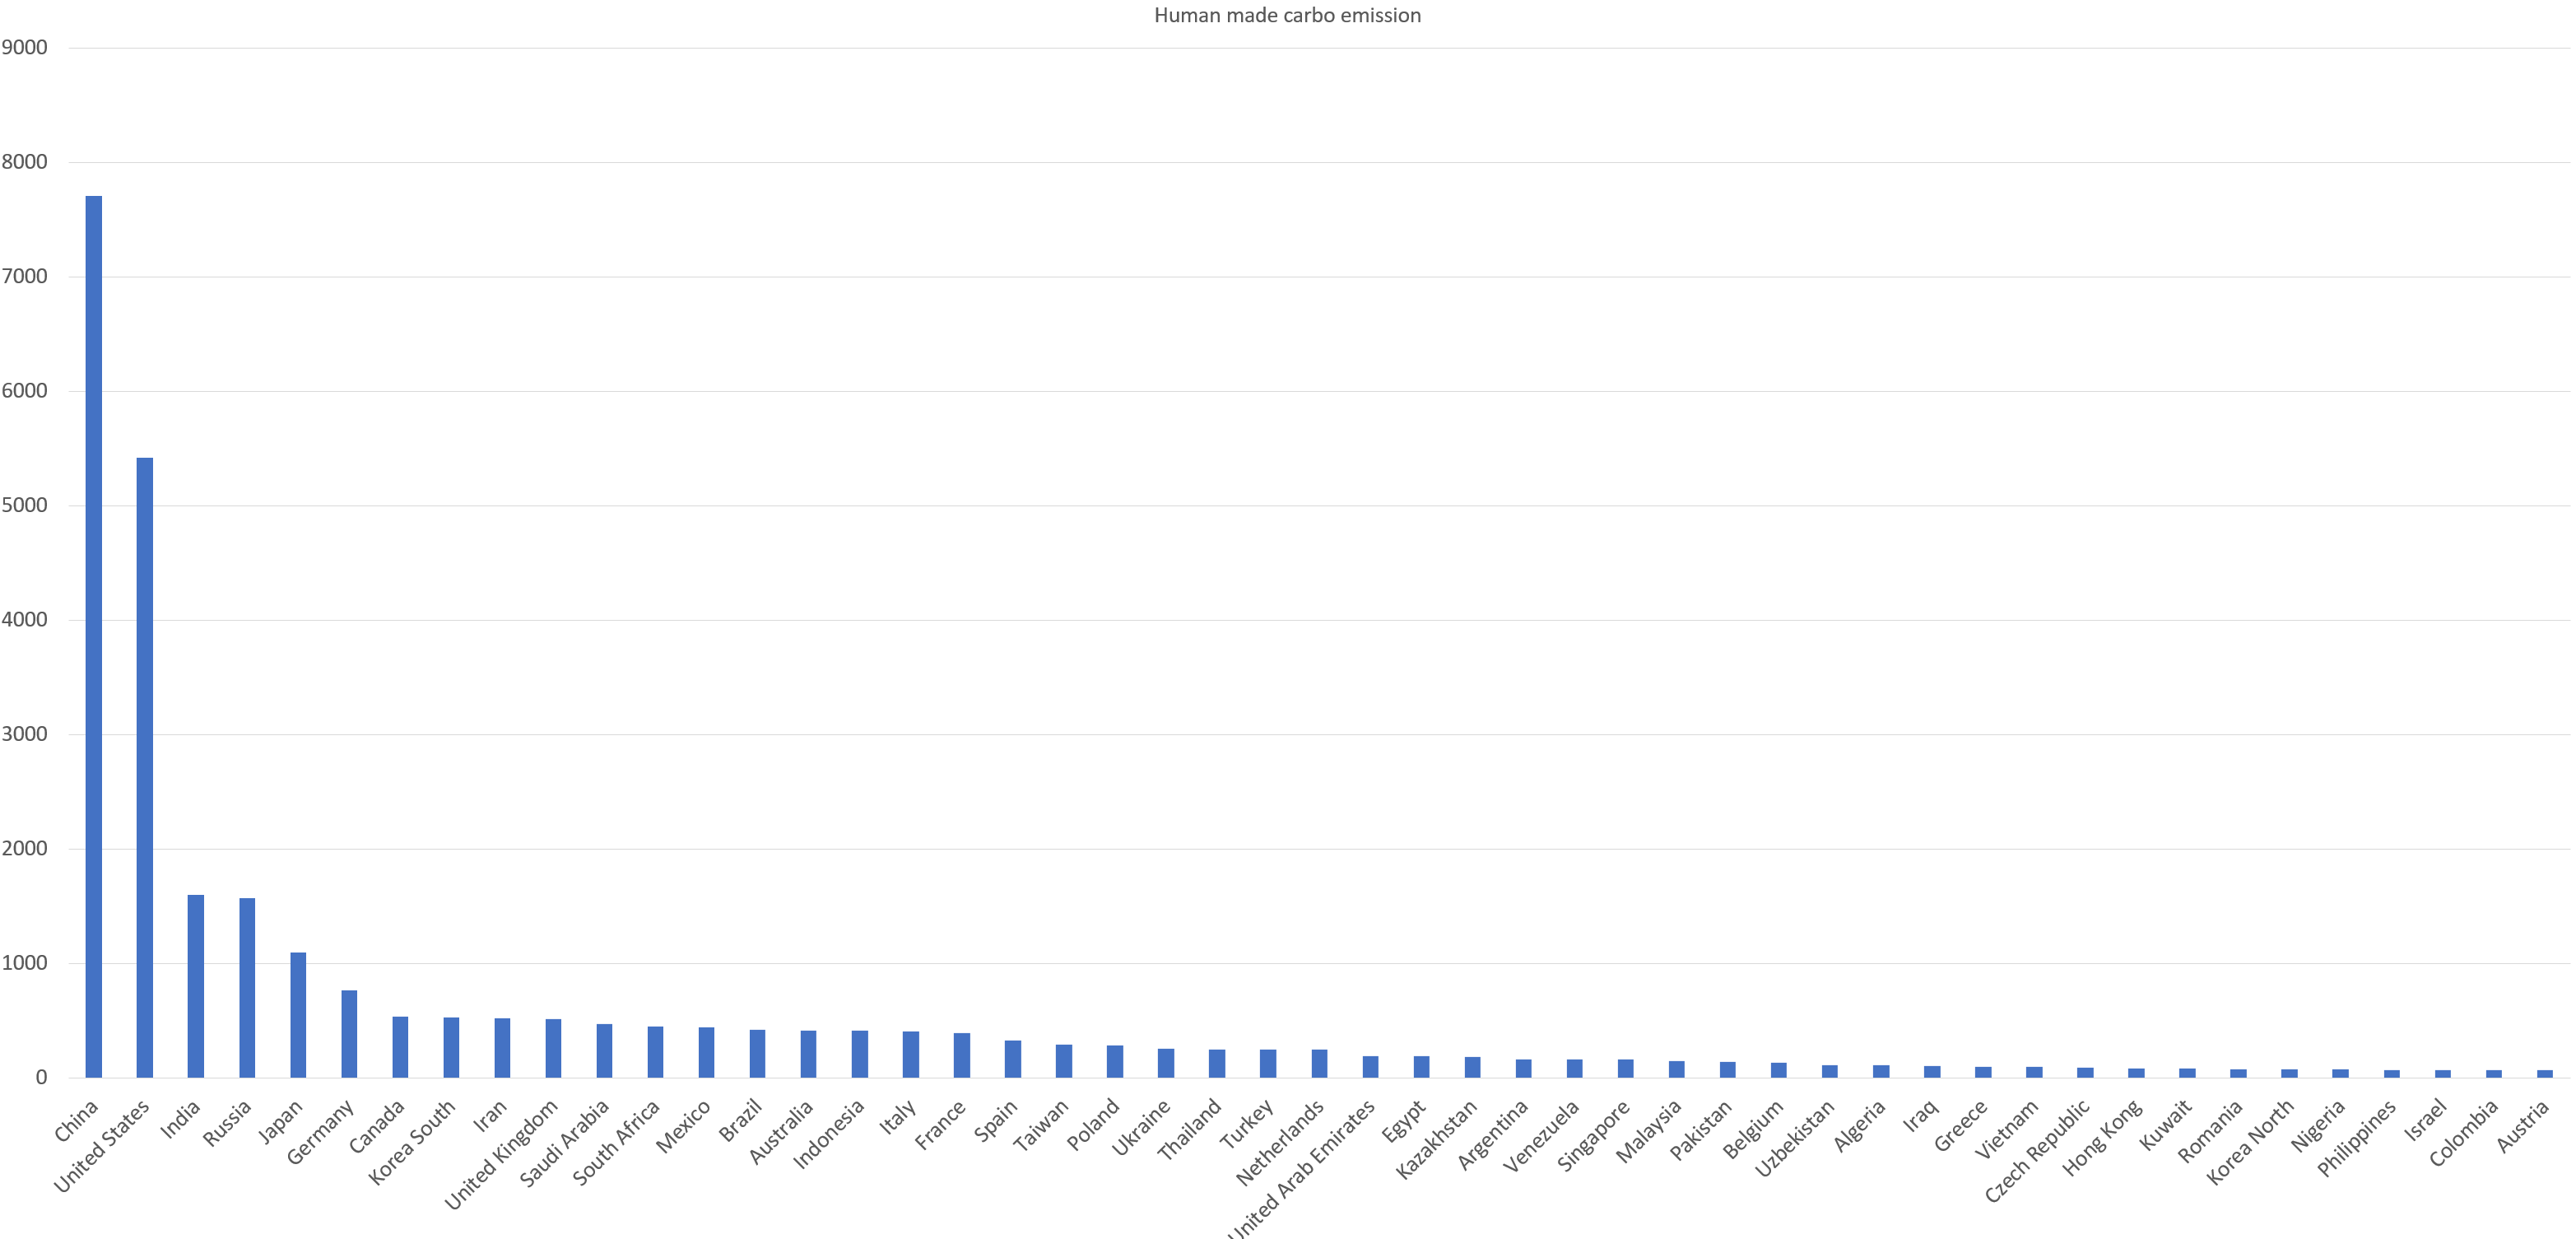 Human made carbo emission
9000
8000
7000
6000
5000
4000
3000
2000
1000
0
China
United States
India
Russia
Japan
Germany
Canada
Korea South
Iran
United Kingdom
Saudi Arabia
South Africa
Mexico
Brazil
Australia
Indonesia
Italy
France
Spain
Taiwan
Poland
Ukraine
Thailand
Turkey
Netherlands
United Arab Emirates
Egypt
Kazakhstan
Argentina
Venezuela
Singapore
Malaysia
Pakistan
Belgium
Uzbekistan
Algeria
Iraq
Greece
Vietnam
Czech Republic
Hong Kong
Kuwait
Romania
Korea North
Nigeria
Philippines
Israel
Colombia
Austria